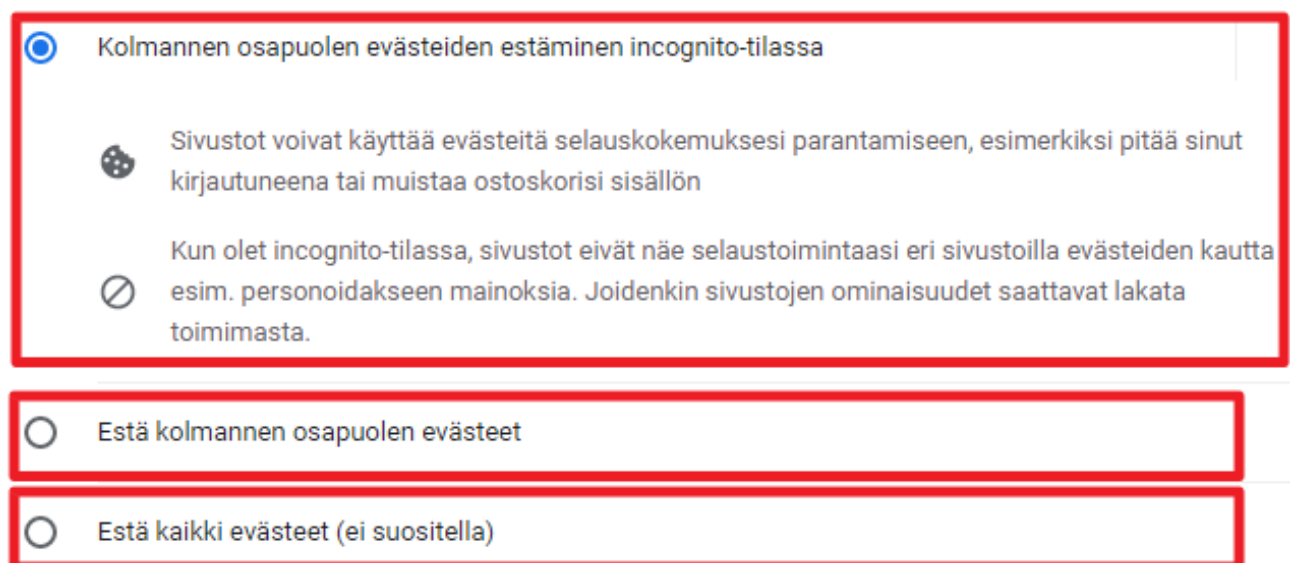 Kolmannen osapuolen evästeiden estäminen incognito-tilassa
Sivustot voivat käyttää evästeitä selauskokemuksesi parantamiseen, esimerkiksi pitää sinut
kirjautuneena tai muistaa ostoskorisi sisällön
Kun olet incognito-tilassa, sivustot eivät näe selaustoimintaasi eri sivustoilla evästeiden kautta
esim. personoidakseen mainoksia. Joidenkin sivustojen ominaisuudet saattavat lakata
toimimasta.
Estä kolmannen osapuolen evästeet
Estä kaikki evästeet (ei suositella)